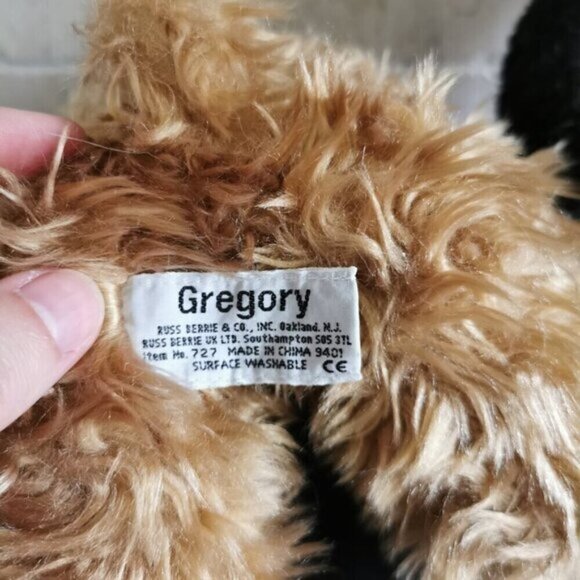 Gregory
RUSS BERRIE & CO., INC. Oakland. N.J.
RUSS BERRIE UK LTD. Southampton S05 3TL
Item No. 727 MADE IN CHINA 9401
SURFACE WASHABLE CE